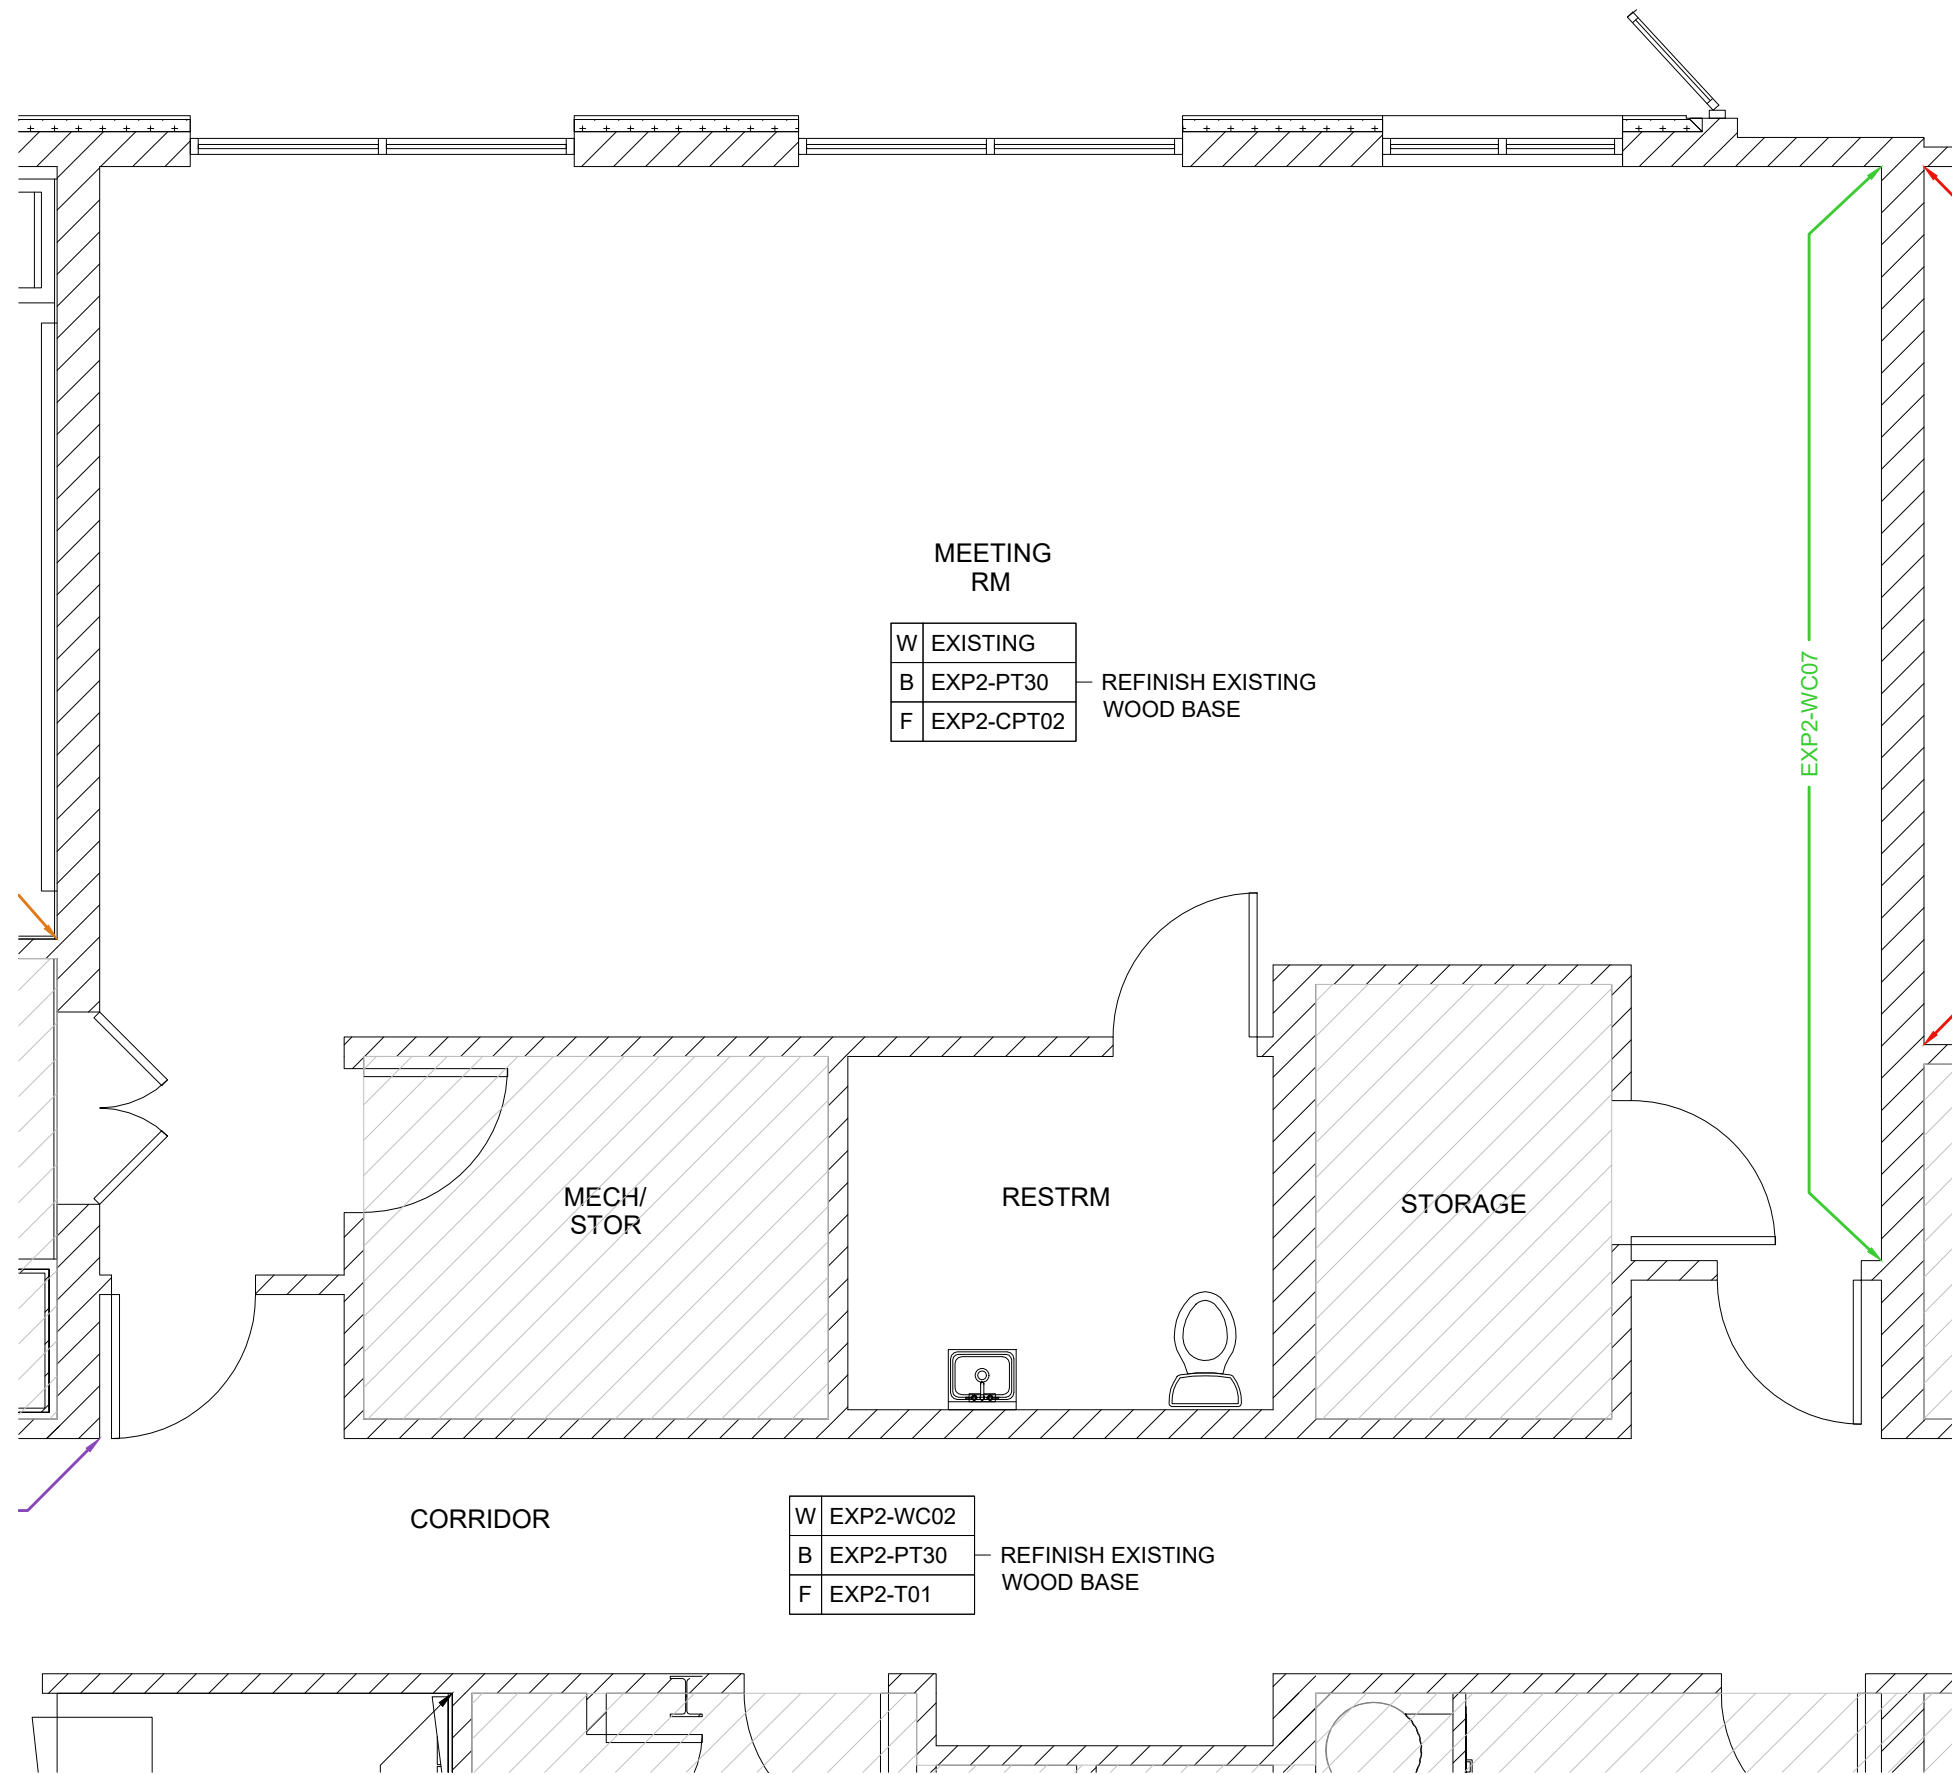 MEETING
RM
W EXISTING
B EXP2-PT30
F EXP2-CPT02
REFINISH EXISTING
WOOD BASE
EXP2-WC07
MECH/
STOR
RESTRM
STORAGE
CORRIDOR
W EXP2-WC02
B EXP2-PT30
F EXP2-T01
REFINISH EXISTING
WOOD BASE